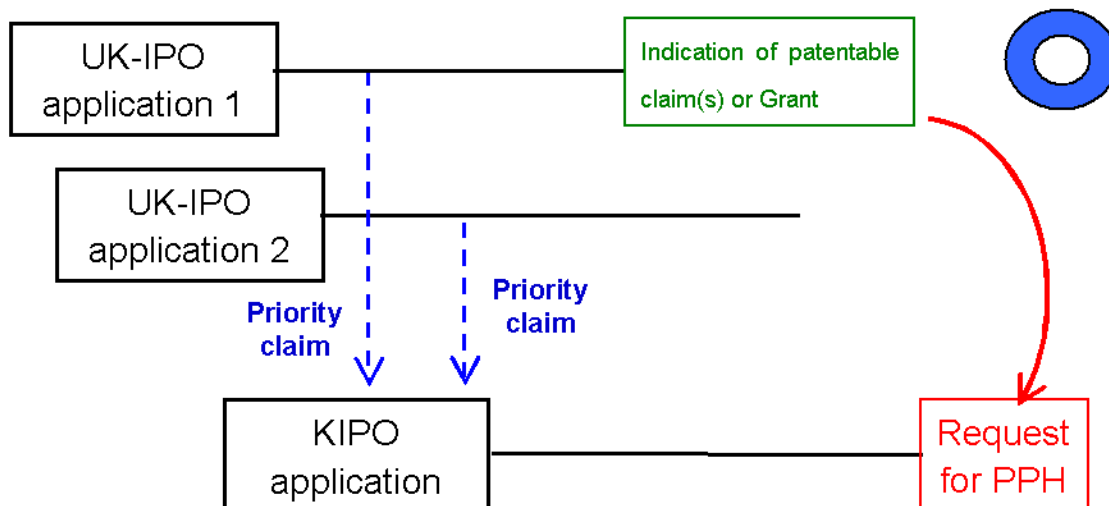 UK-IPO
application 1
Indication of patentable
claim(s) or Grant
UK-IPO
application 2
Priority
claim
Priority
claim
KIPO
application
Request
for PPH